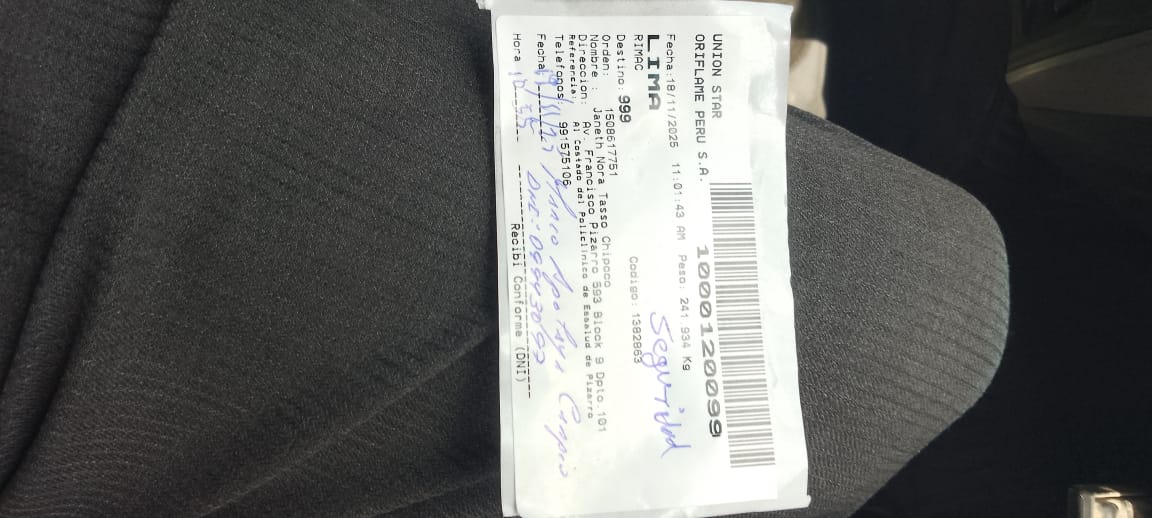 UNION STAR
ORIFLAME PERU S.A.
1000120099
Fecha:18/11/2025 11:01:43 AM Peso: 241.934 Kg
LIMA
Seguridad
RIMAC
Codigo: 1382863
Destino: 999
Orden: 1508617751
Nombre : Janeth Nora Tasso Chipoco
Direccion: Av. Francisco Pizarro 593 Block 9 Dpto.101
Referencia: Al Costado del Policlinico de Essalud de Pizarro
Telefonos: 991575106
Fecha:
DNI:
Hora
Recibi Conforme (DNI)